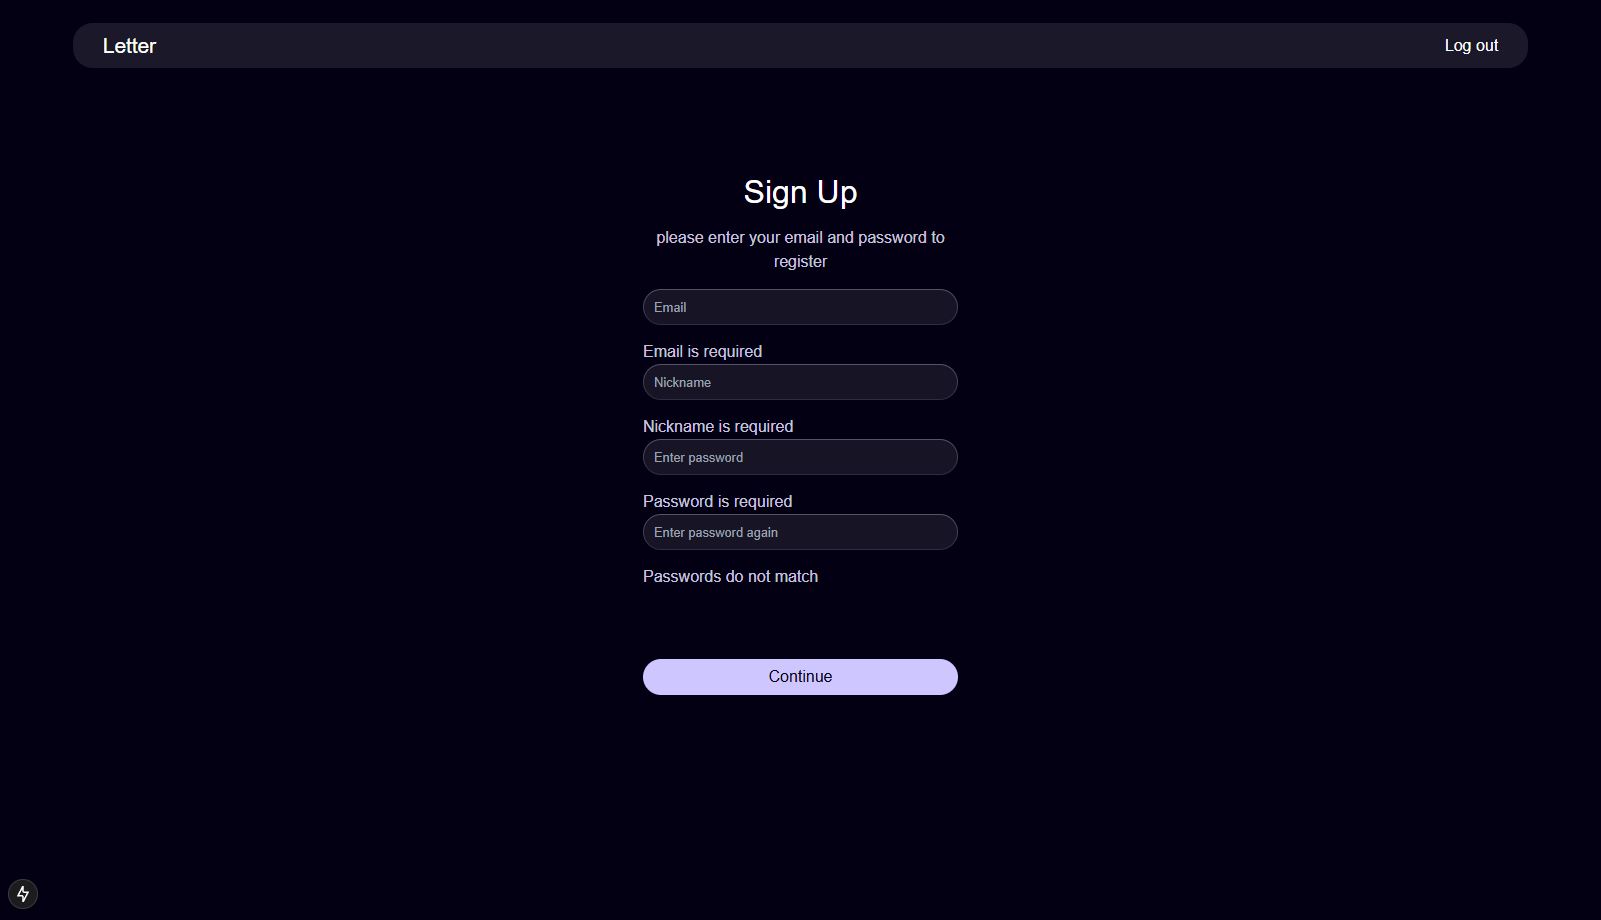 Letter
Log out
Sign Up
please enter your email and password to
register
Email
Email is required
Nickname
Nickname is required
Enter password
Password is required
Enter password again
Passwords do not match
Continue